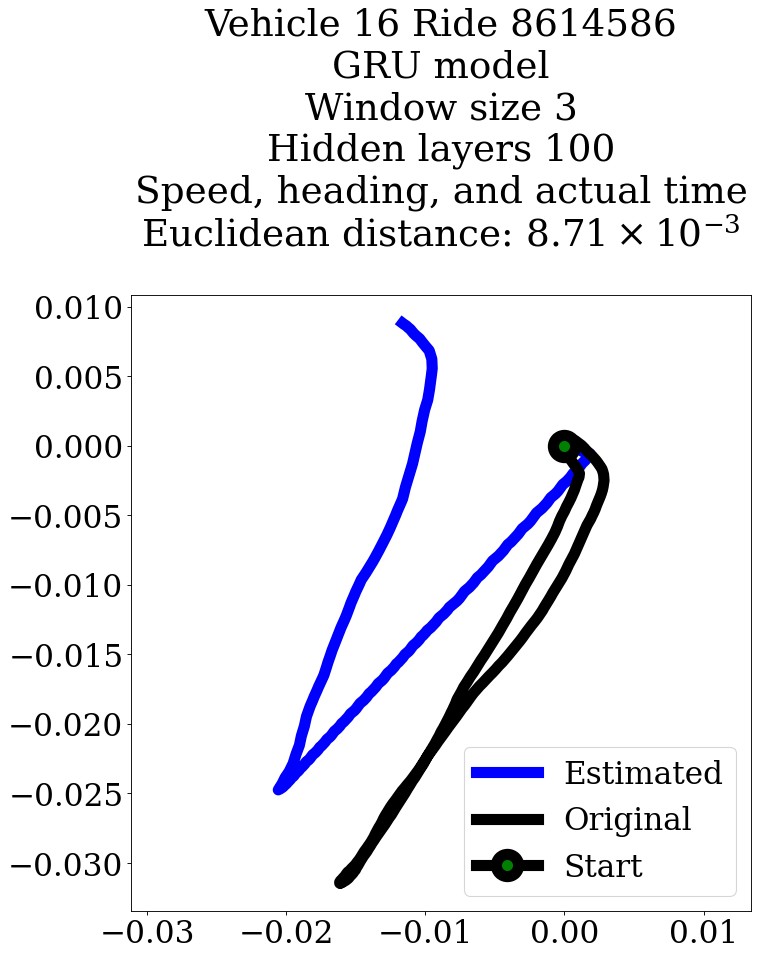 Vehicle 16 Ride 8614586
GRU model
Window size 3
Hidden layers 100
Speed, heading, and actual time
Euclidean distance: 8.71 × 10⁻³
0.010
0.005
0.000
−0.005
−0.010
−0.015
−0.020
−0.025
−0.030
Estimated
Original
Start
−0.03 −0.02 −0.01 0.00 0.01